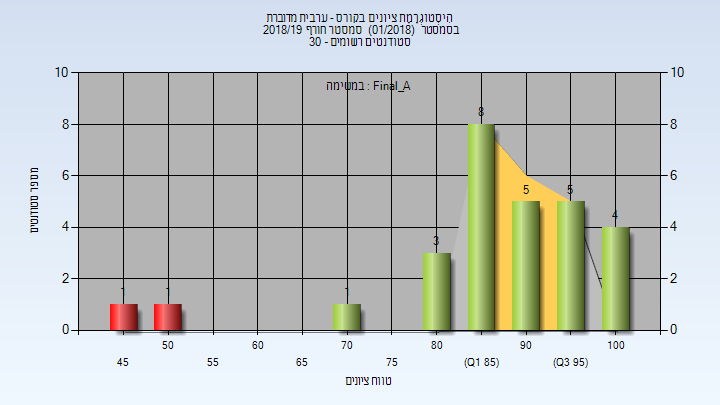 היסטוגרמת ציונים בקורס - ערבית מדוברת
בסמסטר (01/2018) סמסטר חורף 2018/19
סטודנטים רשומים - 30
במשימה : Final_A
מספר סטודנטים
10 10
8 8
6 6
4 4
2 2
0 0
1 1 1 3 8 5 5 4
45 50 55 60 65 70 75 80 (Q1 85) 90 (Q3 95) 100
טווח ציונים